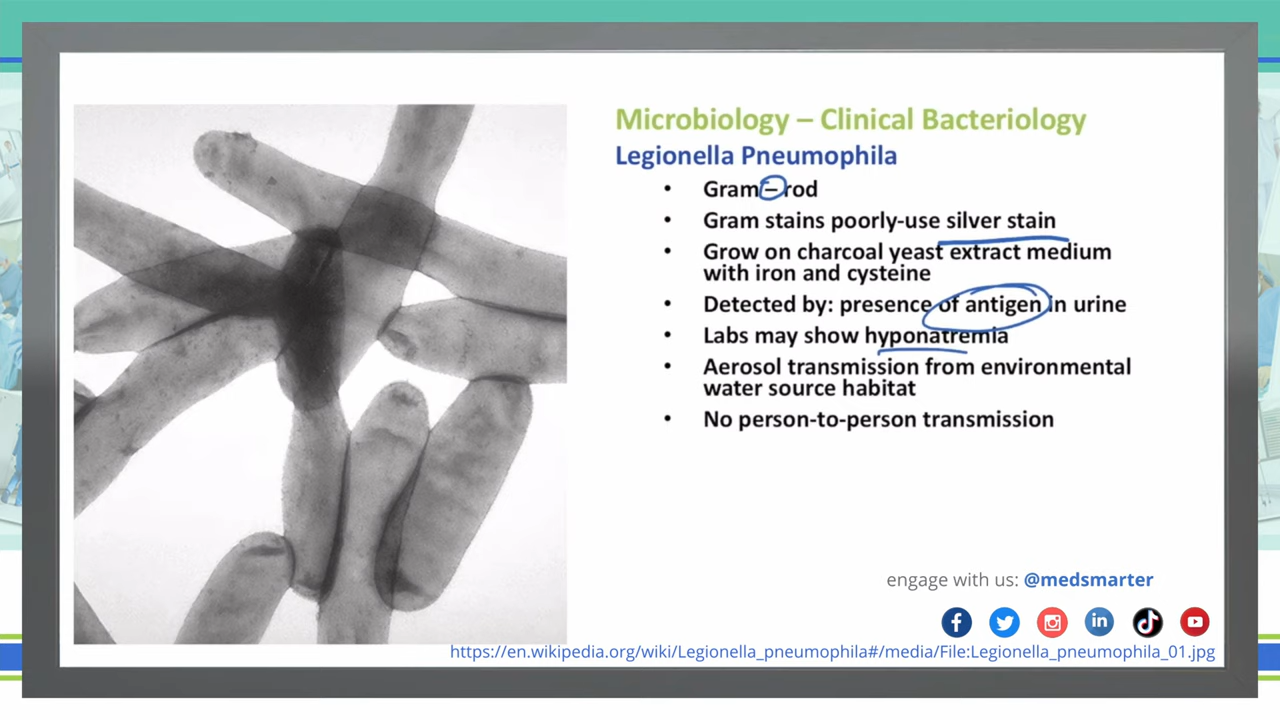 Microbiology – Clinical Bacteriology
Legionella Pneumophila
• Gram – rod
• Gram stains poorly-use silver stain
• Grow on charcoal yeast extract medium
with iron and cysteine
• Detected by: presence of antigen in urine
• Labs may show hyponatremia
• Aerosol transmission from environmental
water source habitat
• No person-to-person transmission
engage with us: @medsmarter
https://en.wikipedia.org/wiki/Legionella_pneumophila#/media/File:Legionella_pneumophila_01.jpg